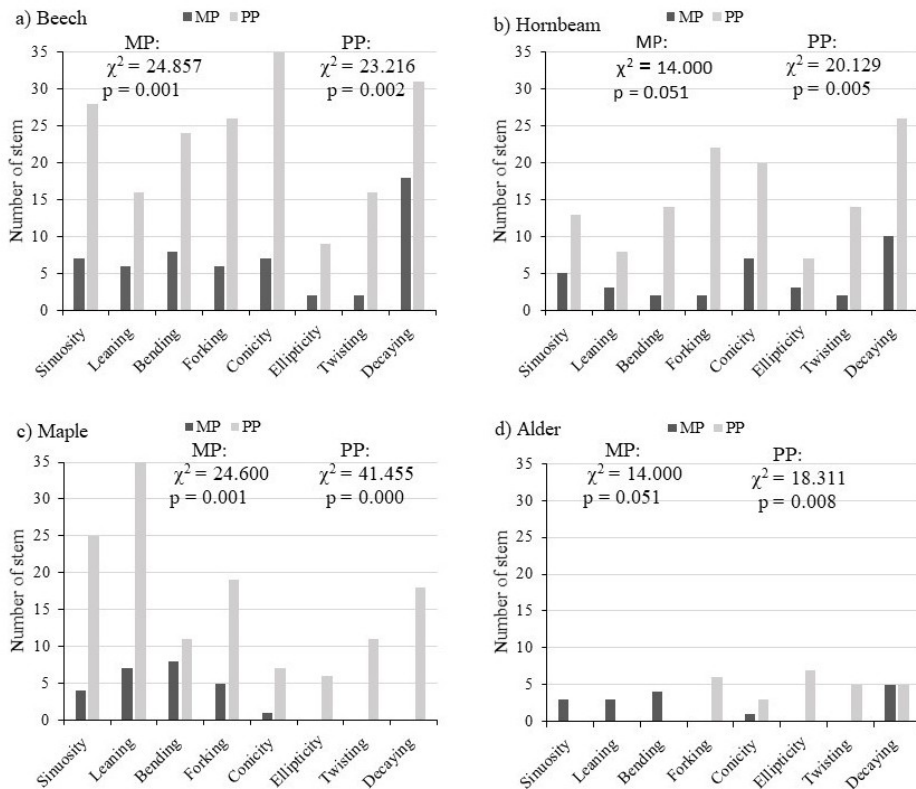 a) Beech
MP PP
MP:
χ² = 24.857
p = 0.001
PP:
χ² = 23.216
p = 0.002
Number of stem
35
30
25
20
15
10
5
0
Sinuosity
Leaning
Bending
Forking
Conicity
Ellipticity
Twisting
Decaying
b) Hornbeam
MP PP
MP:
χ² = 14.000
p = 0.051
PP:
χ² = 20.129
p = 0.005
Number of stem
35
30
25
20
15
10
5
0
Sinuosity
Leaning
Bending
Forking
Conicity
Ellipticity
Twisting
Decaying
c) Maple
MP PP
MP:
χ² = 24.600
p = 0.001
PP:
χ² = 41.455
p = 0.000
Number of stem
35
30
25
20
15
10
5
0
Sinuosity
Leaning
Bending
Forking
Conicity
Ellipticity
Twisting
Decaying
d) Alder
MP PP
MP:
χ² = 14.000
p = 0.051
PP:
χ² = 18.311
p = 0.008
Number of stem
35
30
25
20
15
10
5
0
Sinuosity
Leaning
Bending
Forking
Conicity
Ellipticity
Twisting
Decaying